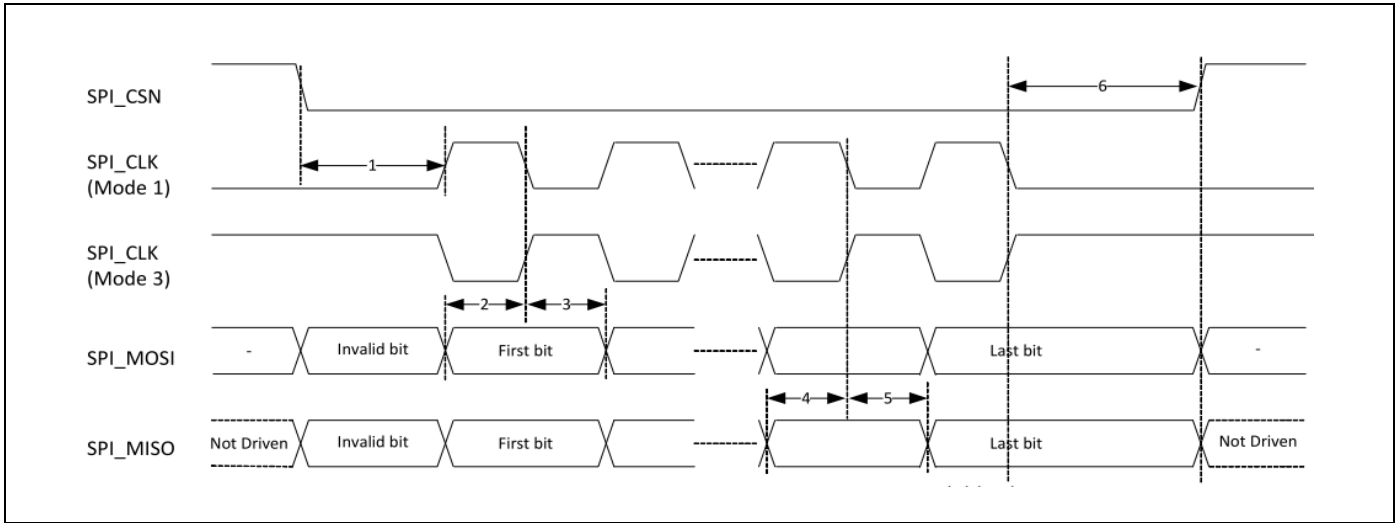 SPI_CSN
6
SPI_CLK
(Mode 1)
1
SPI_CLK
(Mode 3)
2
3
SPI_MOSI
-
Invalid bit
First bit
Last bit
-
4
5
SPI_MISO
Not Driven
Invalid bit
First bit
Last bit
Not Driven